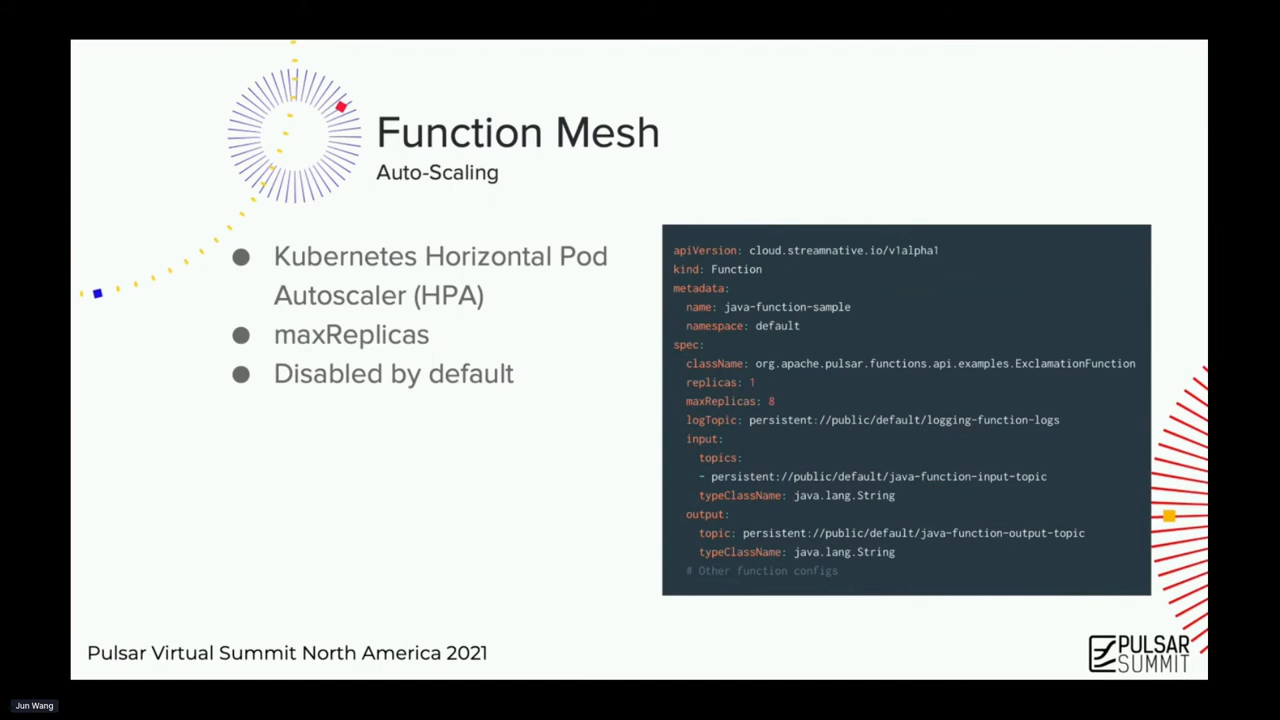 Function Mesh
Auto-Scaling
● Kubernetes Horizontal Pod
Autoscaler (HPA)
● maxReplicas
● Disabled by default
apiVersion: cloud.streamnative.io/v1alpha1
kind: Function
metadata:
  name: java-function-sample
  namespace: default
spec:
  className: org.apache.pulsar.functions.api.examples.ExclamationFunction
  replicas: 1
  maxReplicas: 8
  logTopic: persistent://public/default/logging-function-logs
  input:
    topics:
    - persistent://public/default/java-function-input-topic
    typeClassName: java.lang.String
  output:
    topic: persistent://public/default/java-function-output-topic
    typeClassName: java.lang.String
  # Other function configs
Pulsar Virtual Summit North America 2021
PULSAR
SUMMIT
Jun Wang